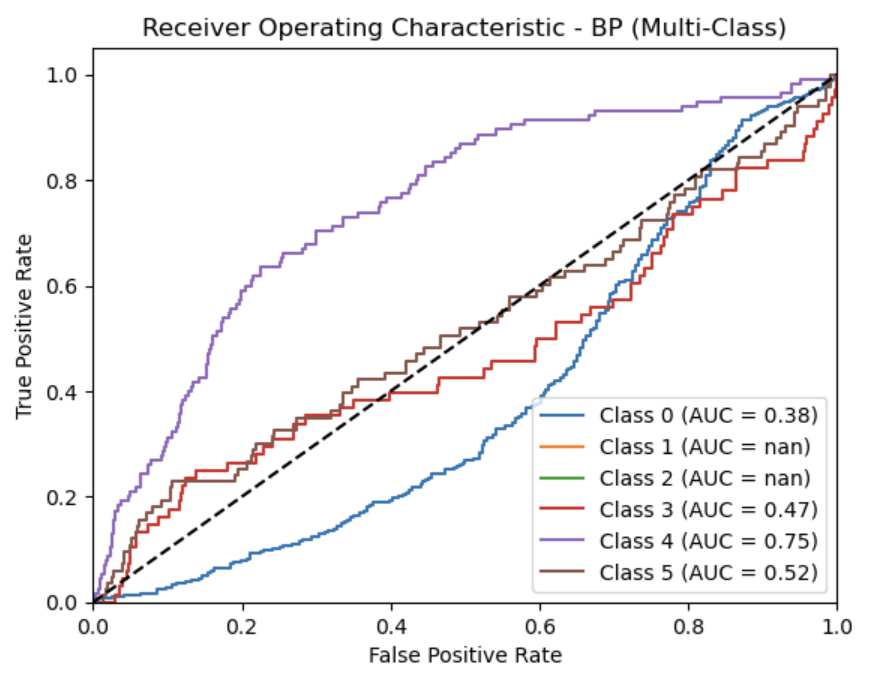 Receiver Operating Characteristic - BP (Multi-Class)
True Positive Rate
1.0
0.8
0.6
0.4
0.2
0.0
0.0 0.2 0.4 0.6 0.8 1.0
False Positive Rate
Class 0 (AUC = 0.38)
Class 1 (AUC = nan)
Class 2 (AUC = nan)
Class 3 (AUC = 0.47)
Class 4 (AUC = 0.75)
Class 5 (AUC = 0.52)